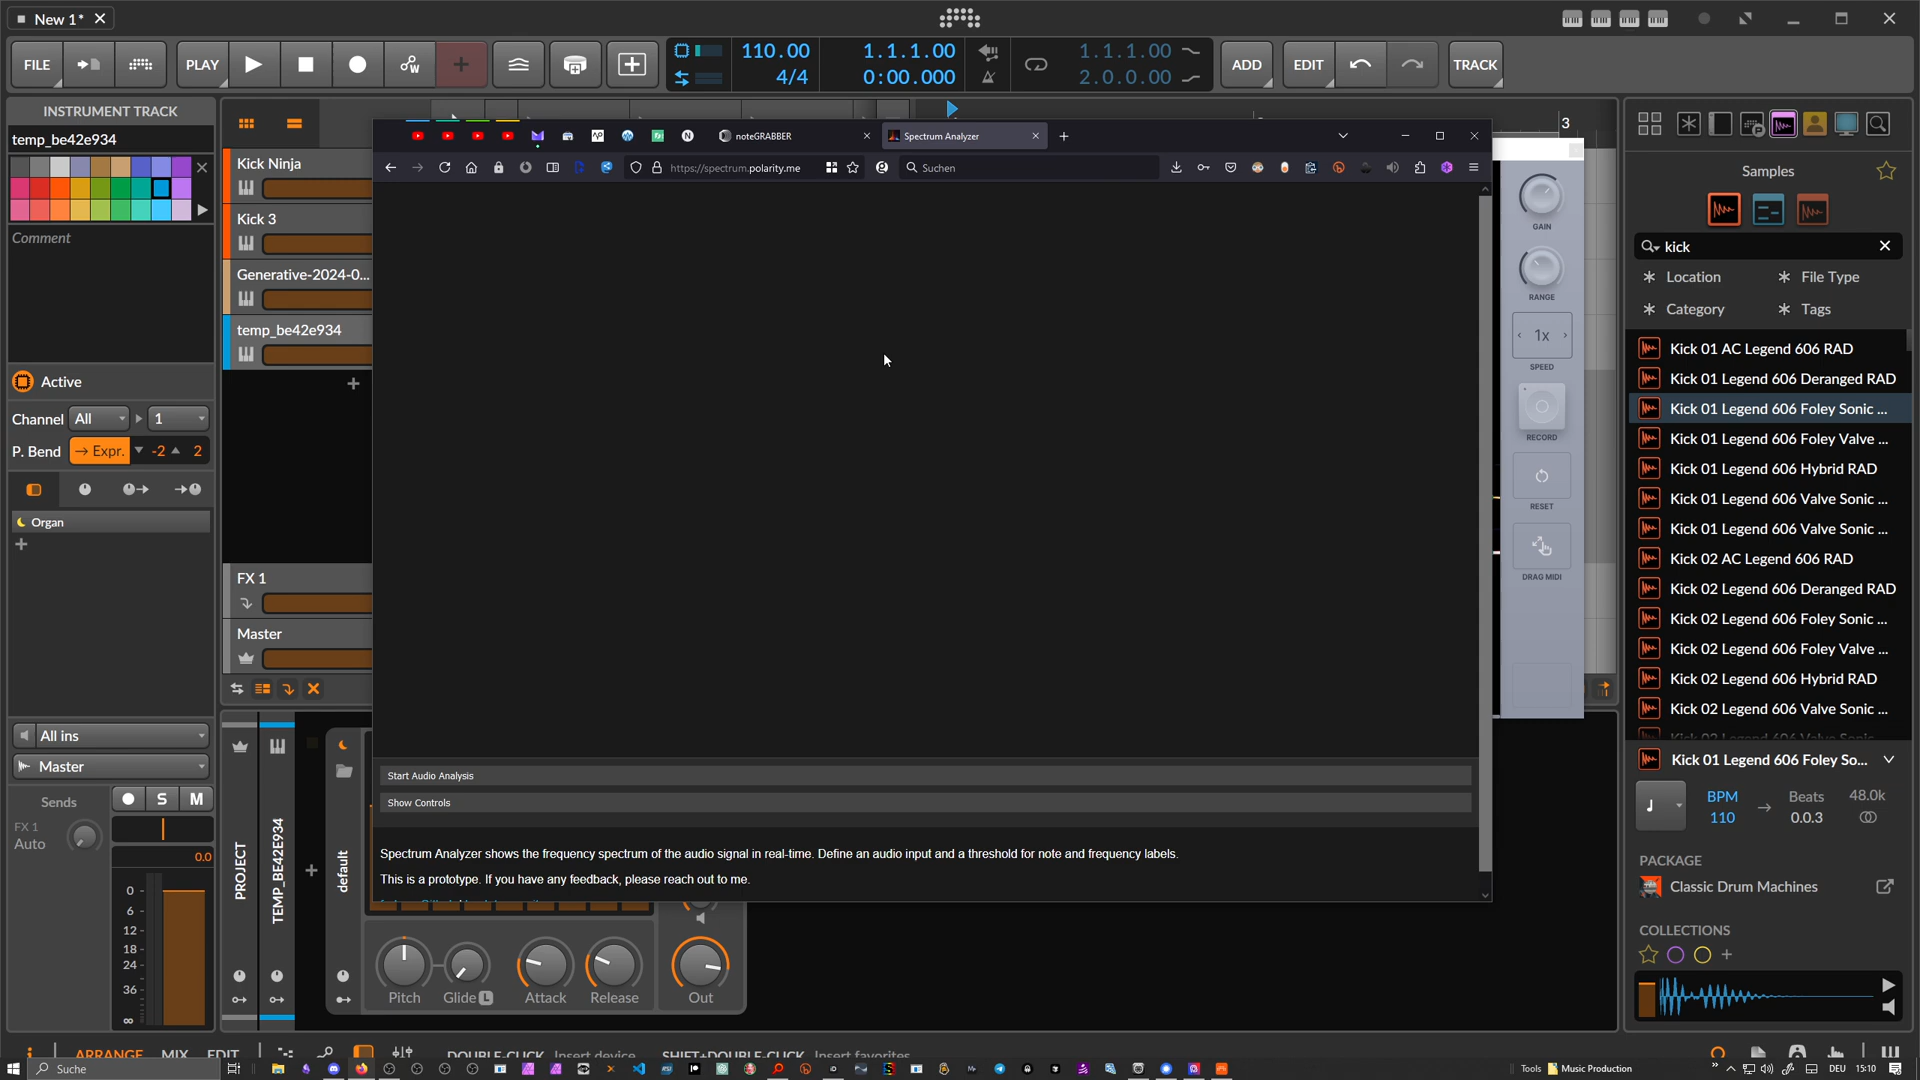 New 1*
FILE
PLAY
110.00
4/4
1.1.1.00
0:00.000
1.1.1.00
2.0.0.00
ADD
EDIT
TRACK
INSTRUMENT TRACK
temp_be42e934
Comment
Active
Channel All 1
P. Bend Expr. -2 2
Organ
All ins
Master
Sends
S
M
FX 1
Auto
0.0
0
6
12
18
24
36
∞
Kick Ninja
Kick 3
Generative-2024-0...
temp_be42e934
FX 1
Master
3
noteGRABBER
Spectrum Analyzer
https://spectrum.polarity.me
Suchen
Start Audio Analysis
Show Controls
Spectrum Analyzer shows the frequency spectrum of the audio signal in real-time. Define an audio input and a threshold for note and frequency labels.
This is a prototype. If you have any feedback, please reach out to me.
GAIN
RANGE
1x
SPEED
RECORD
RESET
DRAG MIDI
PROJECT
TEMP_BE42E934
default
Pitch
Glide L
Attack
Release
Out
Samples
kick
Location
File Type
Category
Tags
Kick 01 AC Legend 606 RAD
Kick 01 Legend 606 Deranged RAD
Kick 01 Legend 606 Foley Sonic ...
Kick 01 Legend 606 Foley Valve ...
Kick 01 Legend 606 Hybrid RAD
Kick 01 Legend 606 Valve Sonic ...
Kick 01 Legend 606 Valve Sonic ...
Kick 02 AC Legend 606 RAD
Kick 02 Legend 606 Deranged RAD
Kick 02 Legend 606 Foley Sonic ...
Kick 02 Legend 606 Foley Valve ...
Kick 02 Legend 606 Hybrid RAD
Kick 02 Legend 606 Valve Sonic ...
Kick 02 Legend 606 Valve Sonic ...
Kick 01 Legend 606 Foley So...
BPM
110
Beats
0.0.3
48.0k
PACKAGE
Classic Drum Machines
COLLECTIONS
ARRANGE MIX EDIT
DOUBLE-CLICK Insert device
SHIFT+DOUBLE-CLICK Insert favorites
Suche
Tools
Music Production
DEU
15:10